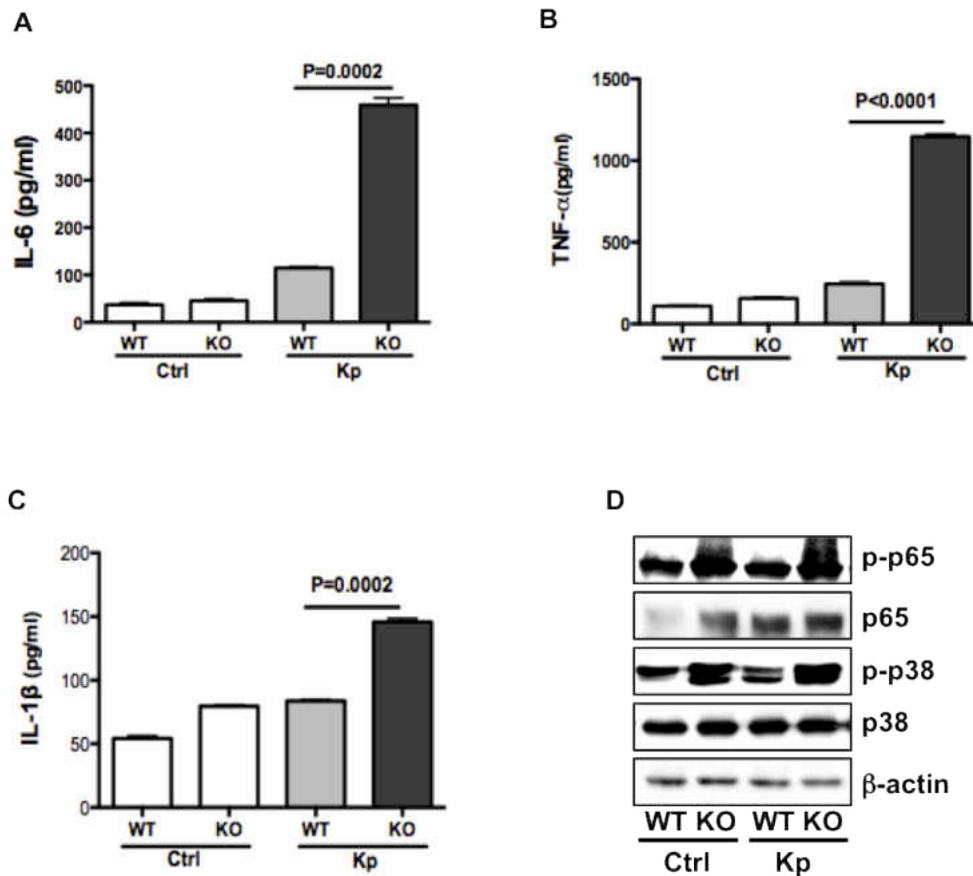 A
IL-6 (pg/ml)
500
400
300
200
100
0
P=0.0002
WT KO WT KO
Ctrl Kp
B
TNF-α(pg/ml)
1500
1000
500
0
P<0.0001
WT KO WT KO
Ctrl Kp
C
IL-1β (pg/ml)
200
150
100
50
0
P=0.0002
WT KO WT KO
Ctrl Kp
D
p-p65
p65
p-p38
p38
β-actin
WT KO WT KO
Ctrl Kp